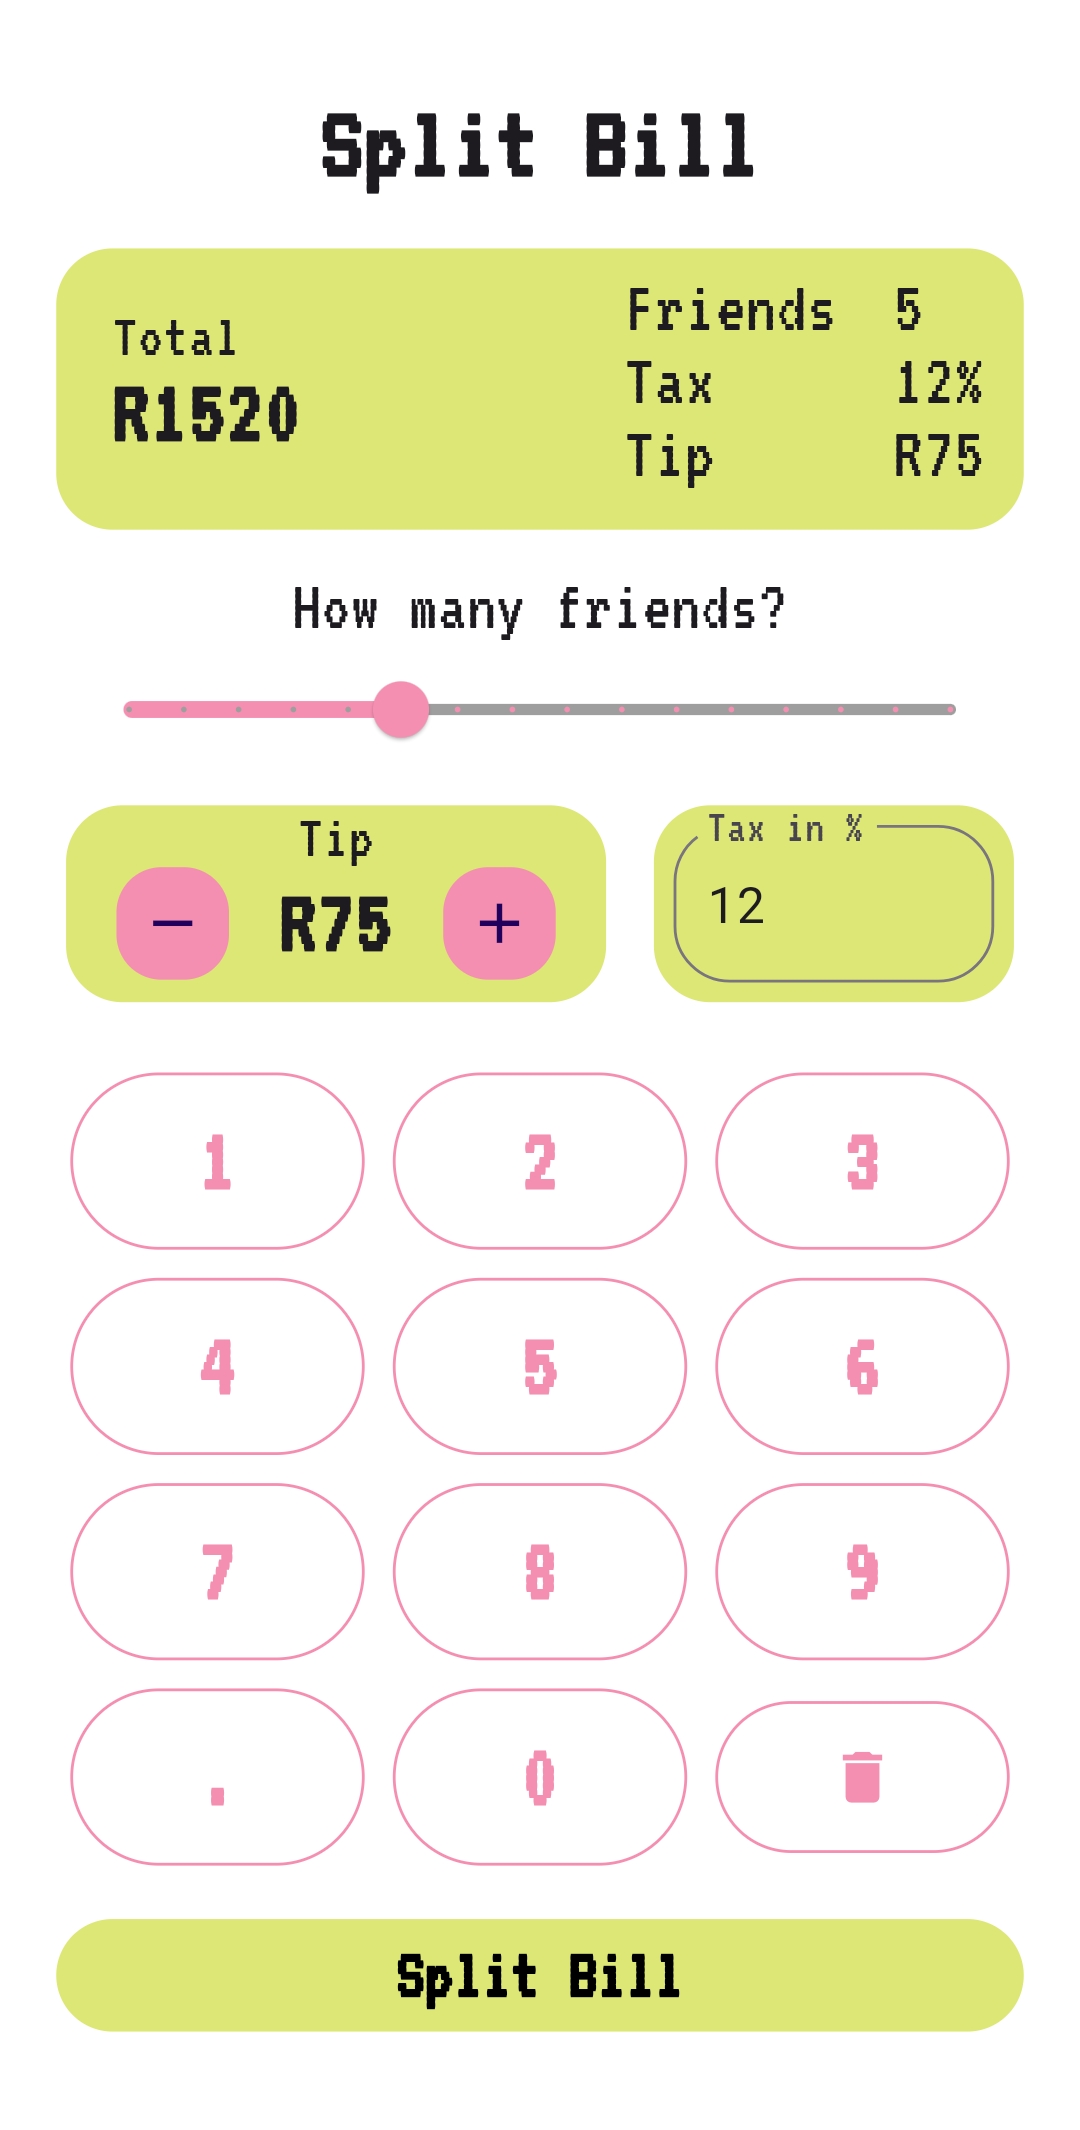 Split Bill
Total
R1520
Friends 5
Tax 12%
Tip R75
How many friends?
Tip
R75
Tax in %
12
1 2 3
4 5 6
7 8 9
. 0
Split Bill